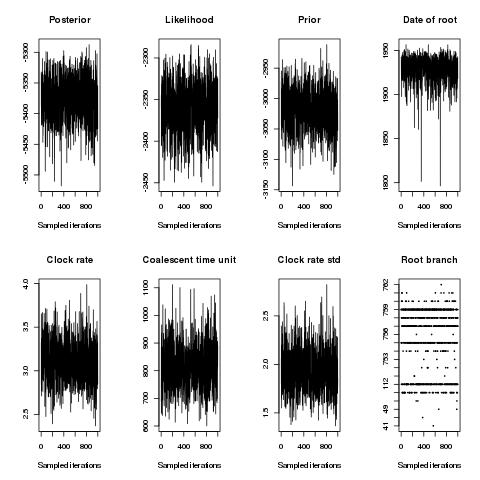 Posterior
-5300
-5350
-5400
-5450
-5500
0 400 800
Sampled iterations
Likelihood
-2300
-2350
-2400
-2450
0 400 800
Sampled iterations
Prior
-2950
-3000
-3050
-3100
-3150
0 400 800
Sampled iterations
Date of root
1950
1900
1850
1800
0 400 800
Sampled iterations
Clock rate
4.0
3.5
3.0
2.5
0 400 800
Sampled iterations
Coalescent time unit
1100
1000
900
800
700
600
0 400 800
Sampled iterations
Clock rate std
2.5
2.0
1.5
0 400 800
Sampled iterations
Root branch
762
799
756
753
112
49
41
0 400 800
Sampled iterations